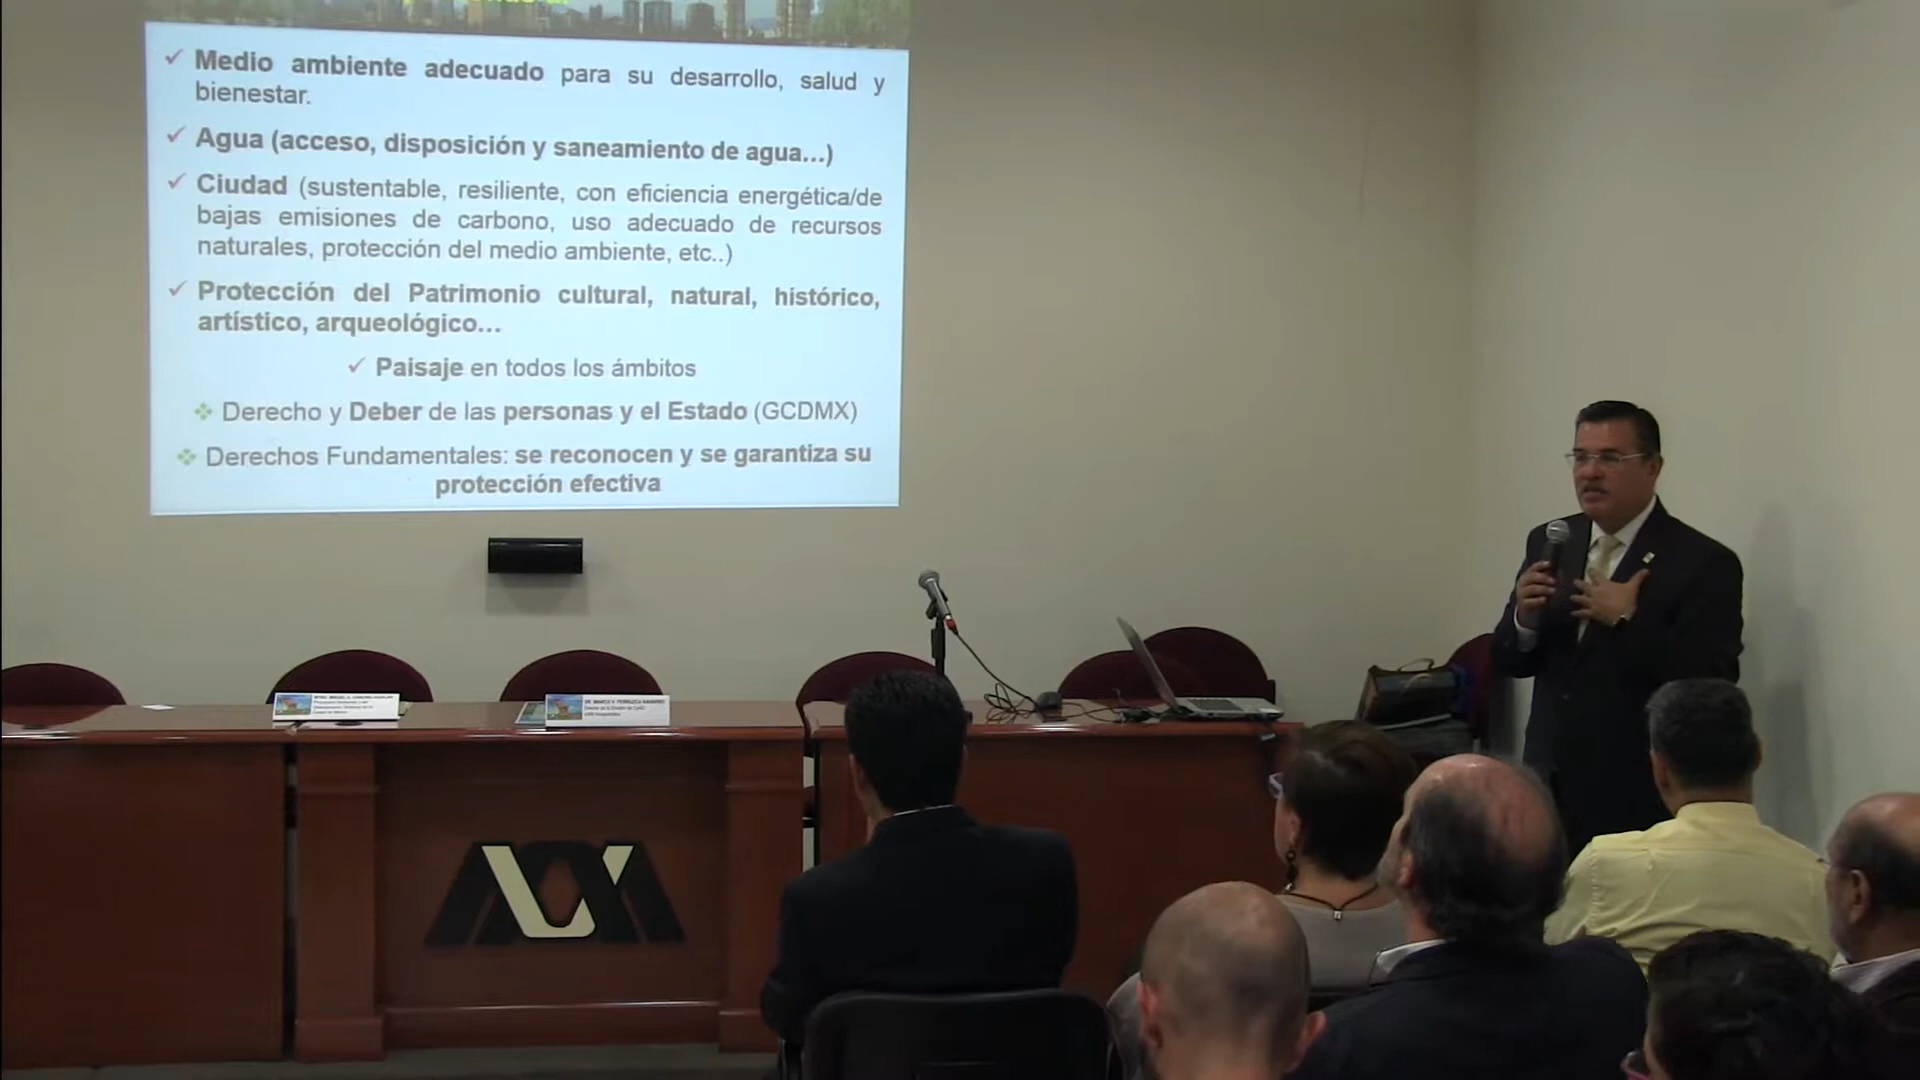 ✓ Medio ambiente adecuado para su desarrollo, salud y
bienestar.
✓ Agua (acceso, disposición y saneamiento de agua...)
✓ Ciudad (sustentable, resiliente, con eficiencia energética/de
bajas emisiones de carbono, uso adecuado de recursos
naturales, protección del medio ambiente, etc..)
✓ Protección del Patrimonio cultural, natural, histórico,
artístico, arqueológico...
✓ Paisaje en todos los ámbitos
❖ Derecho y Deber de las personas y el Estado (GCDMX)
❖ Derechos Fundamentales: se reconocen y se garantiza su
protección efectiva